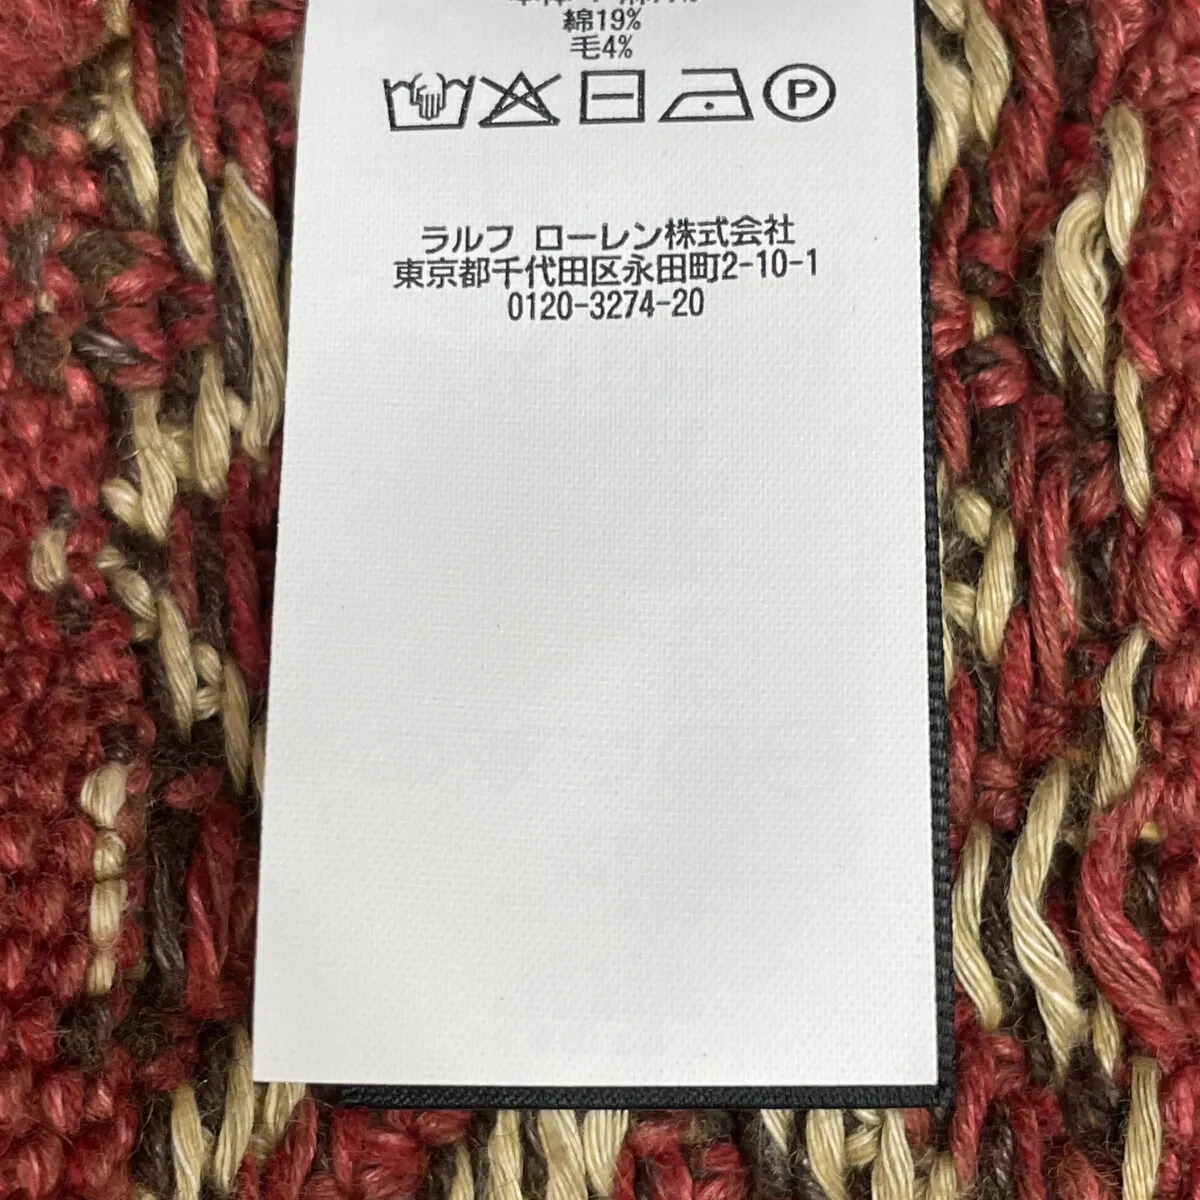 綿19%
毛4%
P
ラルフ ローレン株式会社
東京都千代田区永田町2-10-1
0120-3274-20